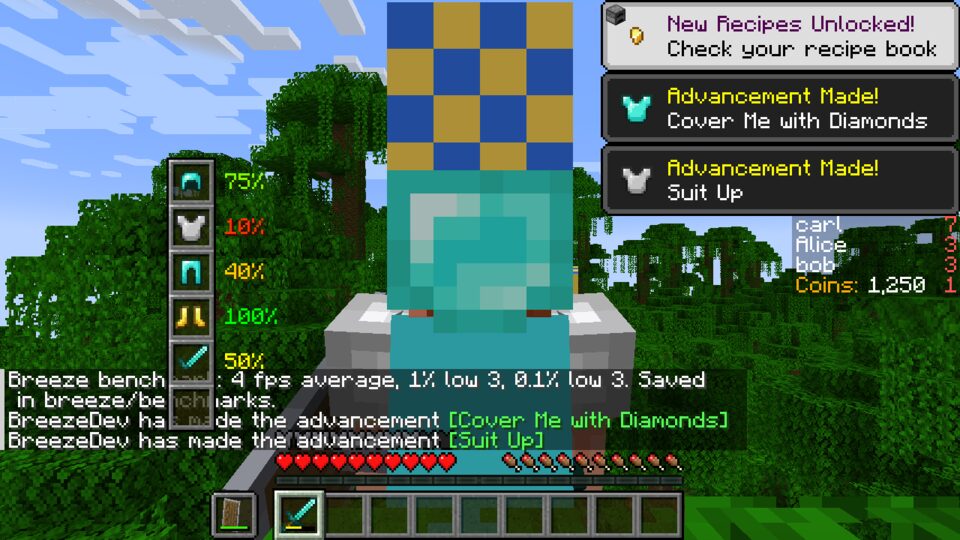 New Recipes Unlocked!
Check your recipe book
Advancement Made!
Cover Me with Diamonds
Advancement Made!
Suit Up
75%
10%
40%
100%
50%
carl 7
Alice 3
bob 3
Coins: 1,250 1
Breeze : 4 fps average, 1% low 3, 0.1% low 3. Saved
in breeze/benchmarks.
BreezeDev has made the advancement [Cover Me with Diamonds]
BreezeDev has made the advancement [Suit Up]